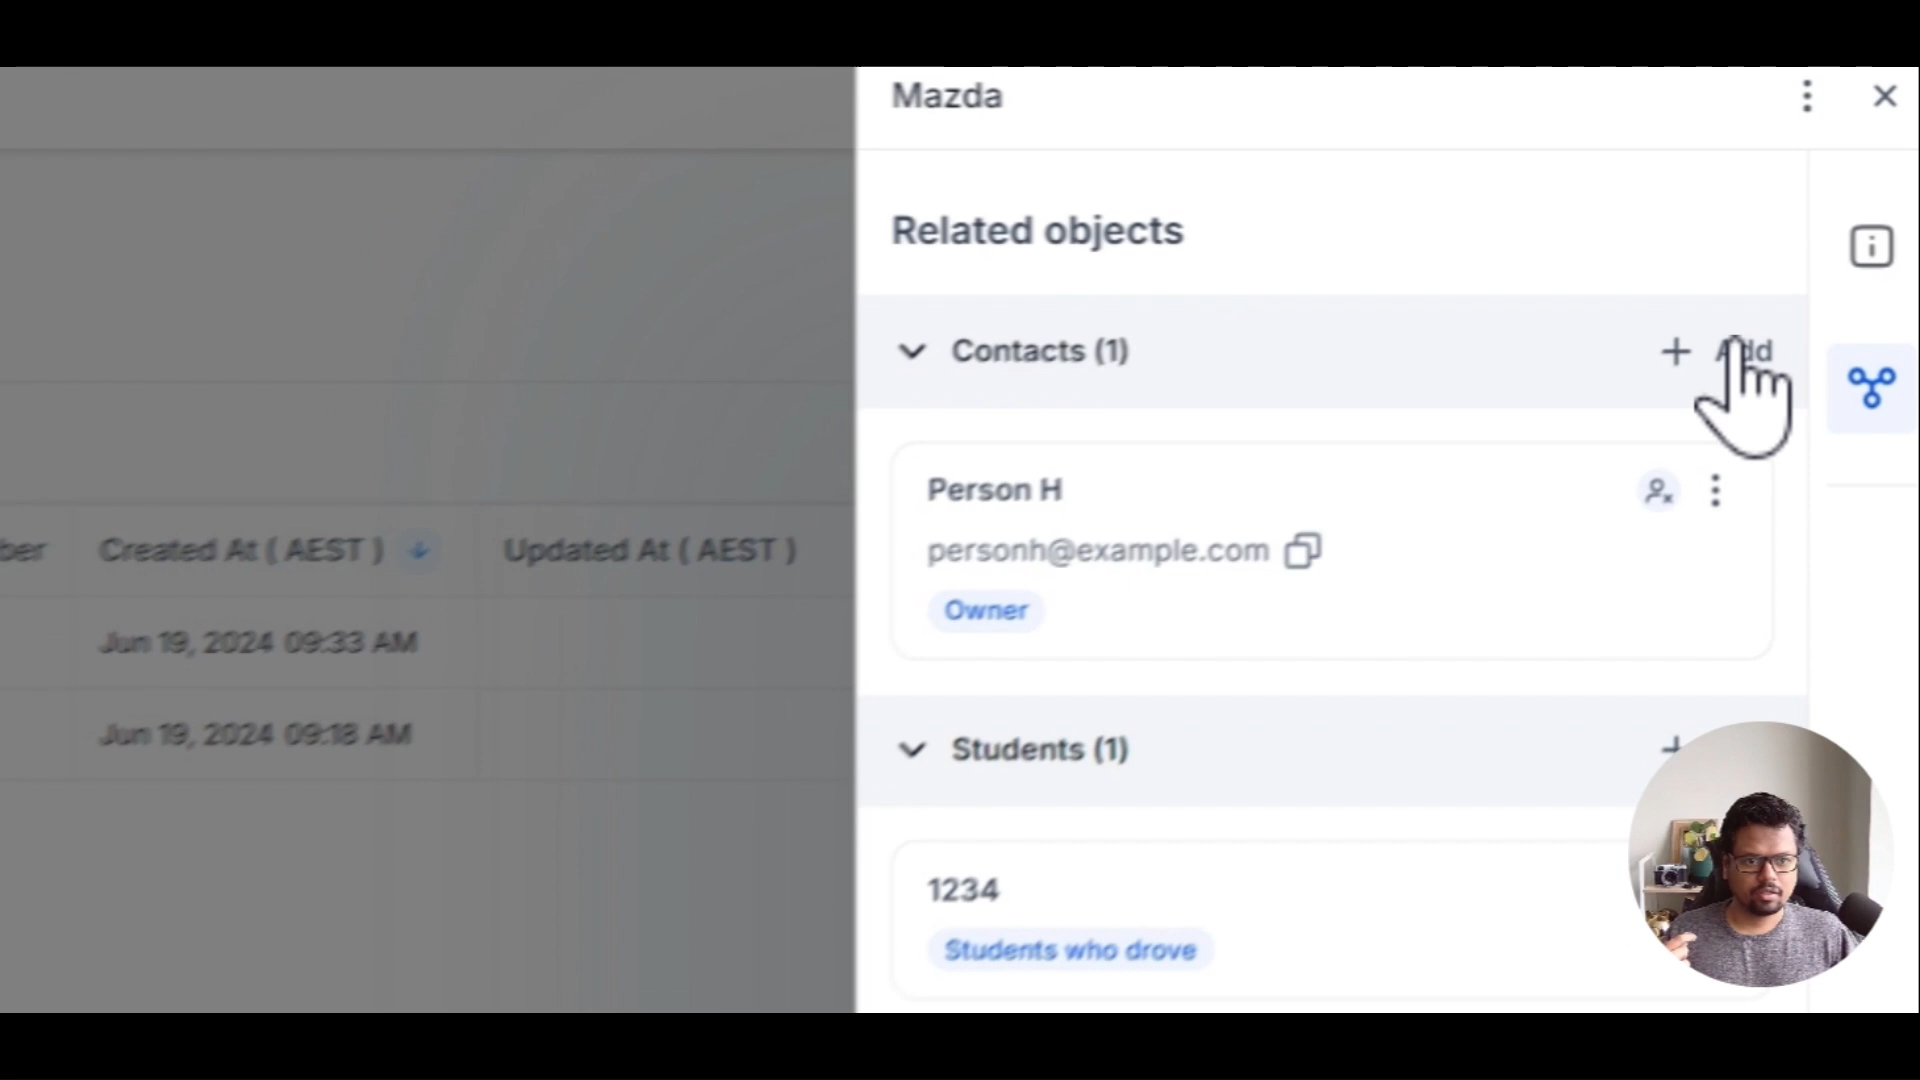 Mazda
Related objects
Contacts (1)
Add
Person H
personh@example.com
Owner
Students (1)
1234
Students who drove
ber
Created At ( AEST )
Updated At ( AEST )
Jun 19, 2024 09:33 AM
Jun 19, 2024 09:18 AM